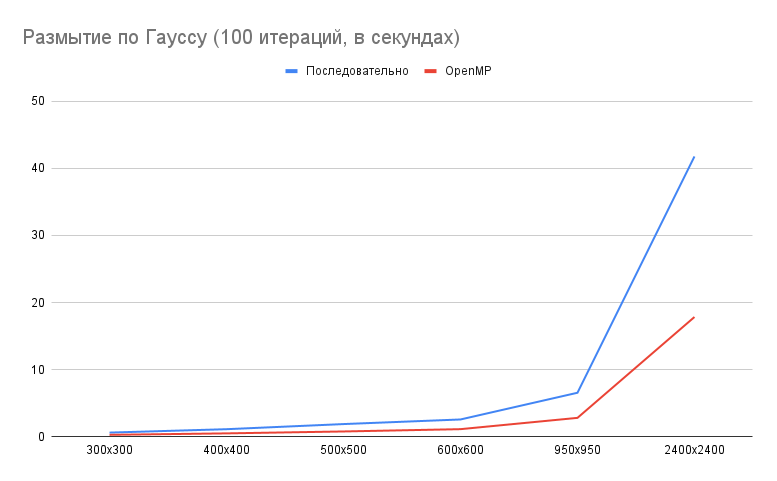 Размытие по Гауссу (100 итераций, в секундах)
Последовательно OpenMP
50
40
30
20
10
0
300x300 400x400 500x500 600x600 950x950 2400x2400